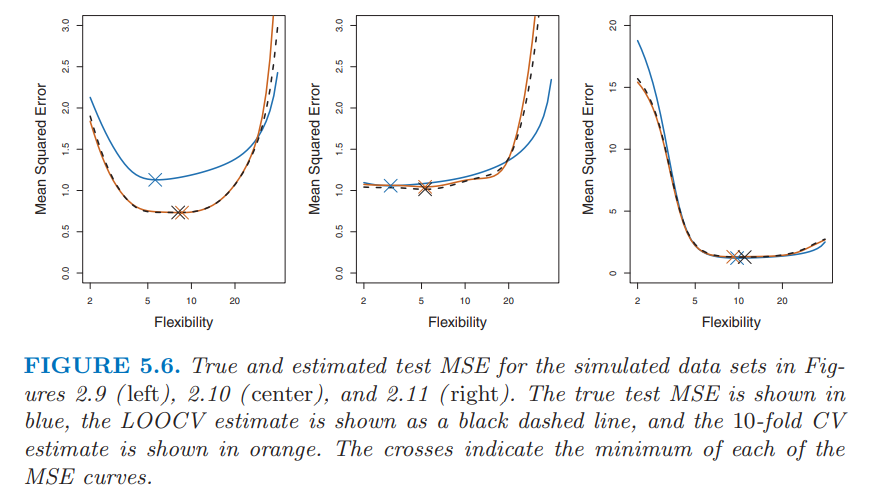 3.0
2.5
2.0
1.5
1.0
0.5
0.0
Mean Squared Error
2 5 10 20
Flexibility
3.0
2.5
2.0
1.5
1.0
0.5
0.0
Mean Squared Error
2 5 10 20
Flexibility
20
15
10
5
0
Mean Squared Error
2 5 10 20
Flexibility
FIGURE 5.6. True and estimated test MSE for the simulated data sets in Fig-
ures 2.9 (left), 2.10 (center), and 2.11 (right). The true test MSE is shown in
blue, the LOOCV estimate is shown as a black dashed line, and the 10-fold CV
estimate is shown in orange. The crosses indicate the minimum of each of the
MSE curves.